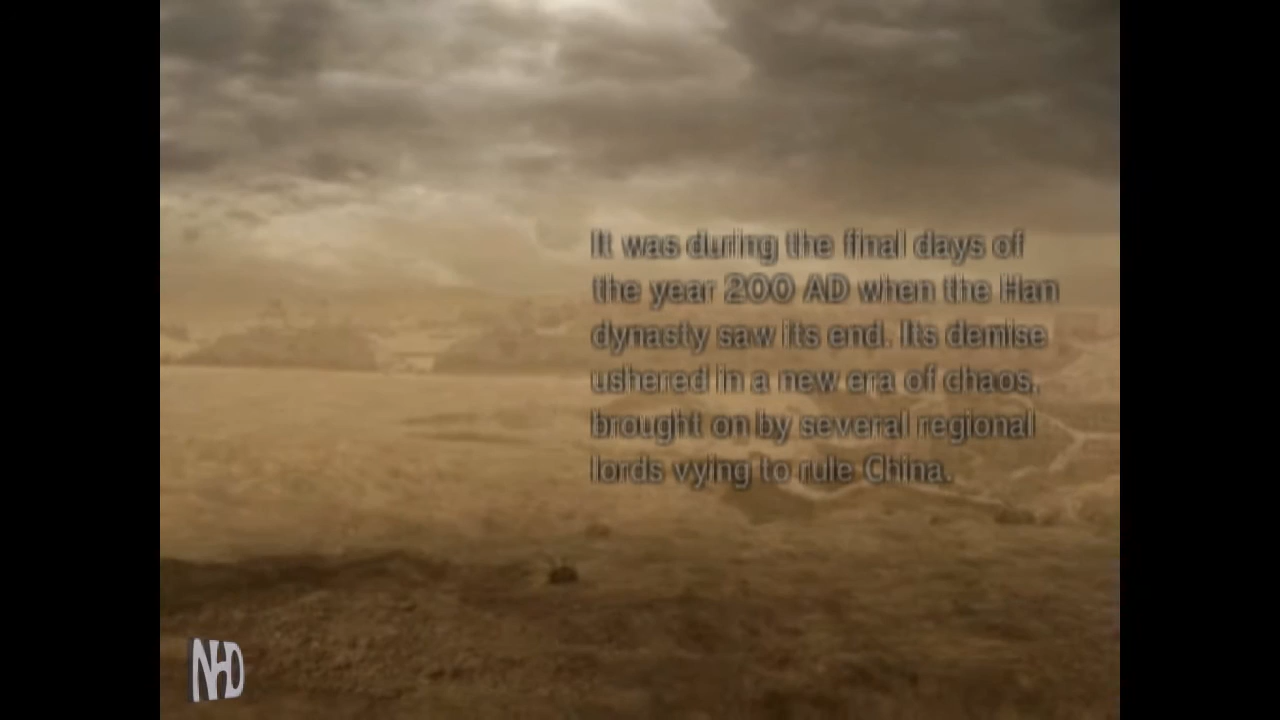 It was during the final days of
the year 200 AD when the Han
dynasty saw its end. Its demise
ushered in a new era of chaos,
brought on by several regional
lords vying to rule China.
NHD